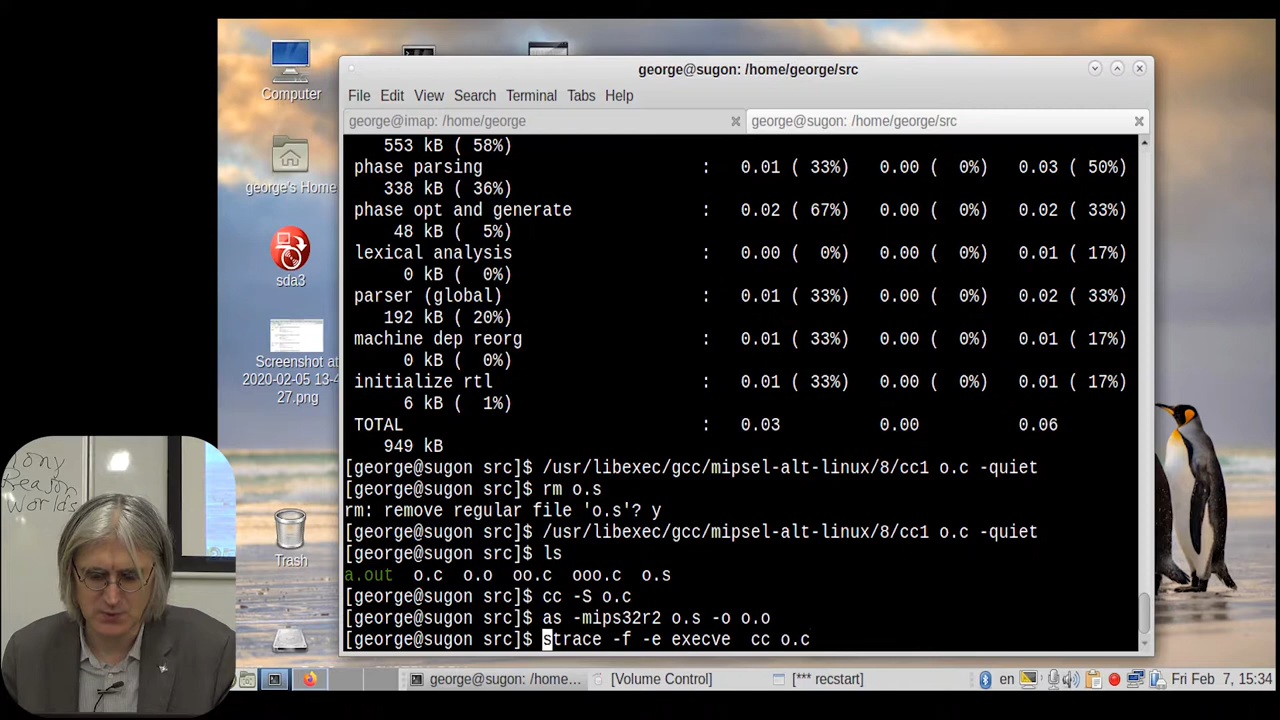 Computer
george's Home
sda3
Screenshot at
2020-02-05 13-4
27.png
Trash
Tony
Reason
Worlds
george@sugon: /home/george/src
File Edit View Search Terminal Tabs Help
george@imap: /home/george
george@sugon: /home/george/src
553 kB ( 58%)
phase parsing : 0.01 ( 33%) 0.00 ( 0%) 0.03 ( 50%)
338 kB ( 36%)
phase opt and generate : 0.02 ( 67%) 0.00 ( 0%) 0.02 ( 33%)
48 kB ( 5%)
lexical analysis : 0.00 ( 0%) 0.00 ( 0%) 0.01 ( 17%)
0 kB ( 0%)
parser (global) : 0.01 ( 33%) 0.00 ( 0%) 0.02 ( 33%)
192 kB ( 20%)
machine dep reorg : 0.01 ( 33%) 0.00 ( 0%) 0.01 ( 17%)
0 kB ( 0%)
initialize rtl : 0.01 ( 33%) 0.00 ( 0%) 0.01 ( 17%)
6 kB ( 1%)
TOTAL : 0.03 0.00 0.06
949 kB
[george@sugon src]$ /usr/libexec/gcc/mipsel-alt-linux/8/cc1 o.c -quiet
[george@sugon src]$ rm o.s
rm: remove regular file 'o.s'? y
[george@sugon src]$ /usr/libexec/gcc/mipsel-alt-linux/8/cc1 o.c -quiet
[george@sugon src]$ ls
a.out o.c o.o oo.c ooo.c o.s
[george@sugon src]$ cc -S o.c
[george@sugon src]$ as -mips32r2 o.s -o o.o
[george@sugon src]$ strace -f -e execve cc o.c
george@sugon: /home... [Volume Control] [*** recstart] en Fri Feb 7, 15:34